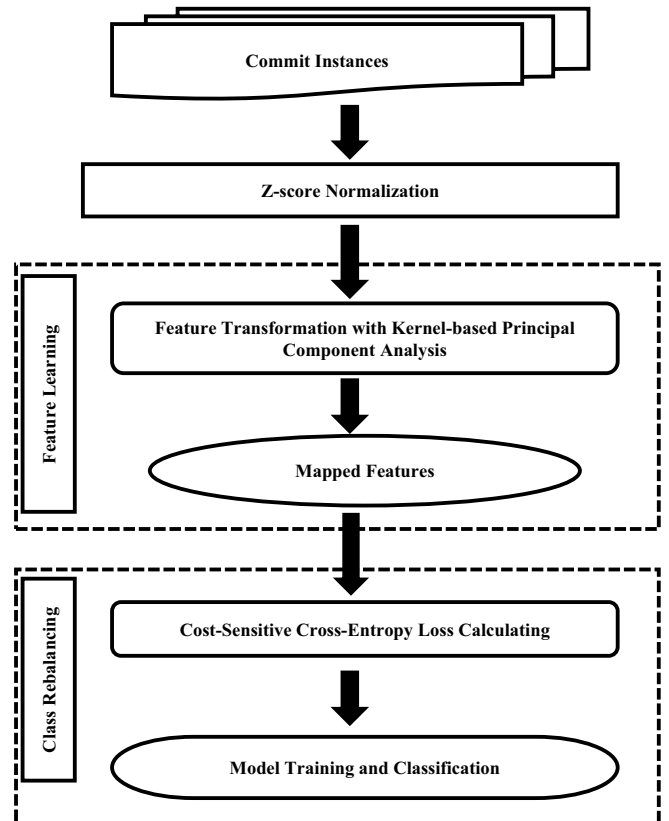 Commit Instances
Z-score Normalization
Feature Learning
Feature Transformation with Kernel-based Principal
Component Analysis
Mapped Features
Class Rebalancing
Cost-Sensitive Cross-Entropy Loss Calculating
Model Training and Classification